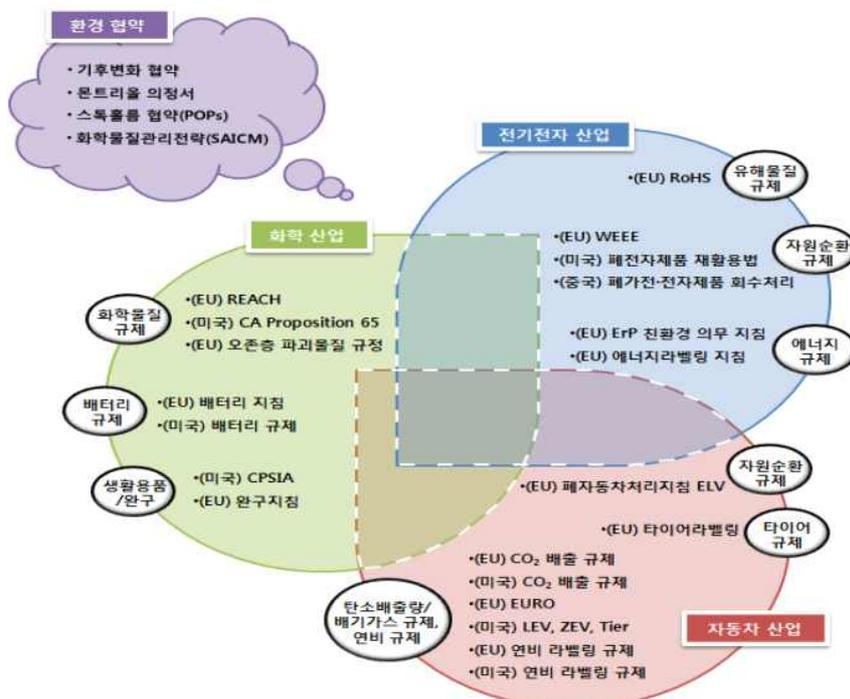 환경 협약
• 기후변화 협약
• 몬트리올 의정서
• 스톡홀름 협약(POPs)
• 화학물질관리전략(SAICM)
전기전자 산업
•(EU) RoHS
유해물질
규제
•(EU) WEEE
•(미국) 폐전자제품 재활용법
•(중국) 폐가전·전자제품 회수처리
자원순환
규제
•(EU) ErP 친환경 의무 지침
•(EU) 에너지라벨링 지침
에너지
규제
화학 산업
화학물질
규제
•(EU) REACH
•(미국) CA Proposition 65
•(EU) 오존층 파괴물질 규정
배터리
규제
•(EU) 배터리 지침
•(미국) 배터리 규제
생활용품
/완구
•(미국) CPSIA
•(EU) 완구지침
자원순환
규제
•(EU) 폐자동차처리지침 ELV
•(EU) 타이어라벨링
타이어
규제
탄소배출량/
배기가스 규제,
연비 규제
•(EU) CO₂ 배출 규제
•(미국) CO₂ 배출 규제
•(EU) EURO
•(미국) LEV, ZEV, Tier
•(EU) 연비 라벨링 규제
•(미국) 연비 라벨링 규제
자동차 산업